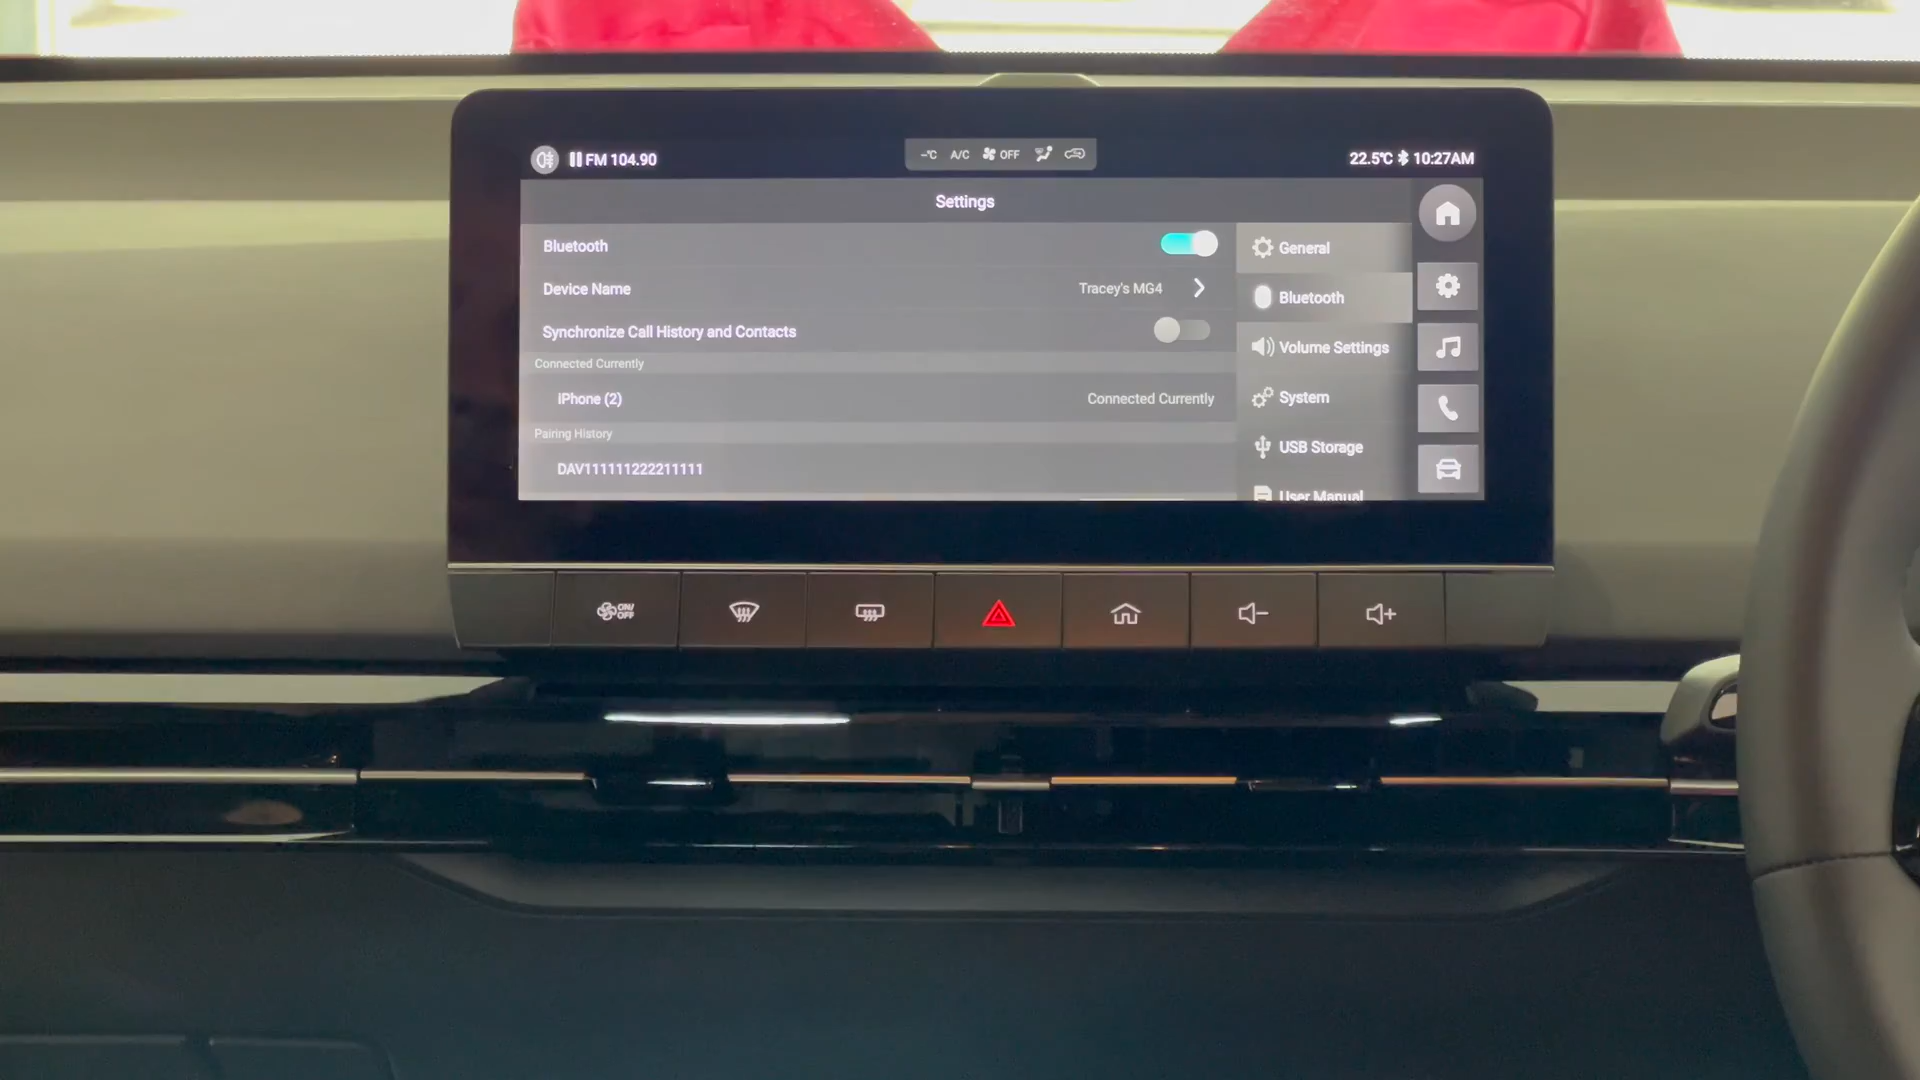 FM 104.90
--°C A/C OFF
22.5°C 10:27AM
Settings
Bluetooth
Device Name Tracey's MG4
Synchronize Call History and Contacts
Connected Currently
iPhone (2) Connected Currently
Pairing History
DAV111111222211111
General
Bluetooth
Volume Settings
System
USB Storage
User Manual
ON/OFF